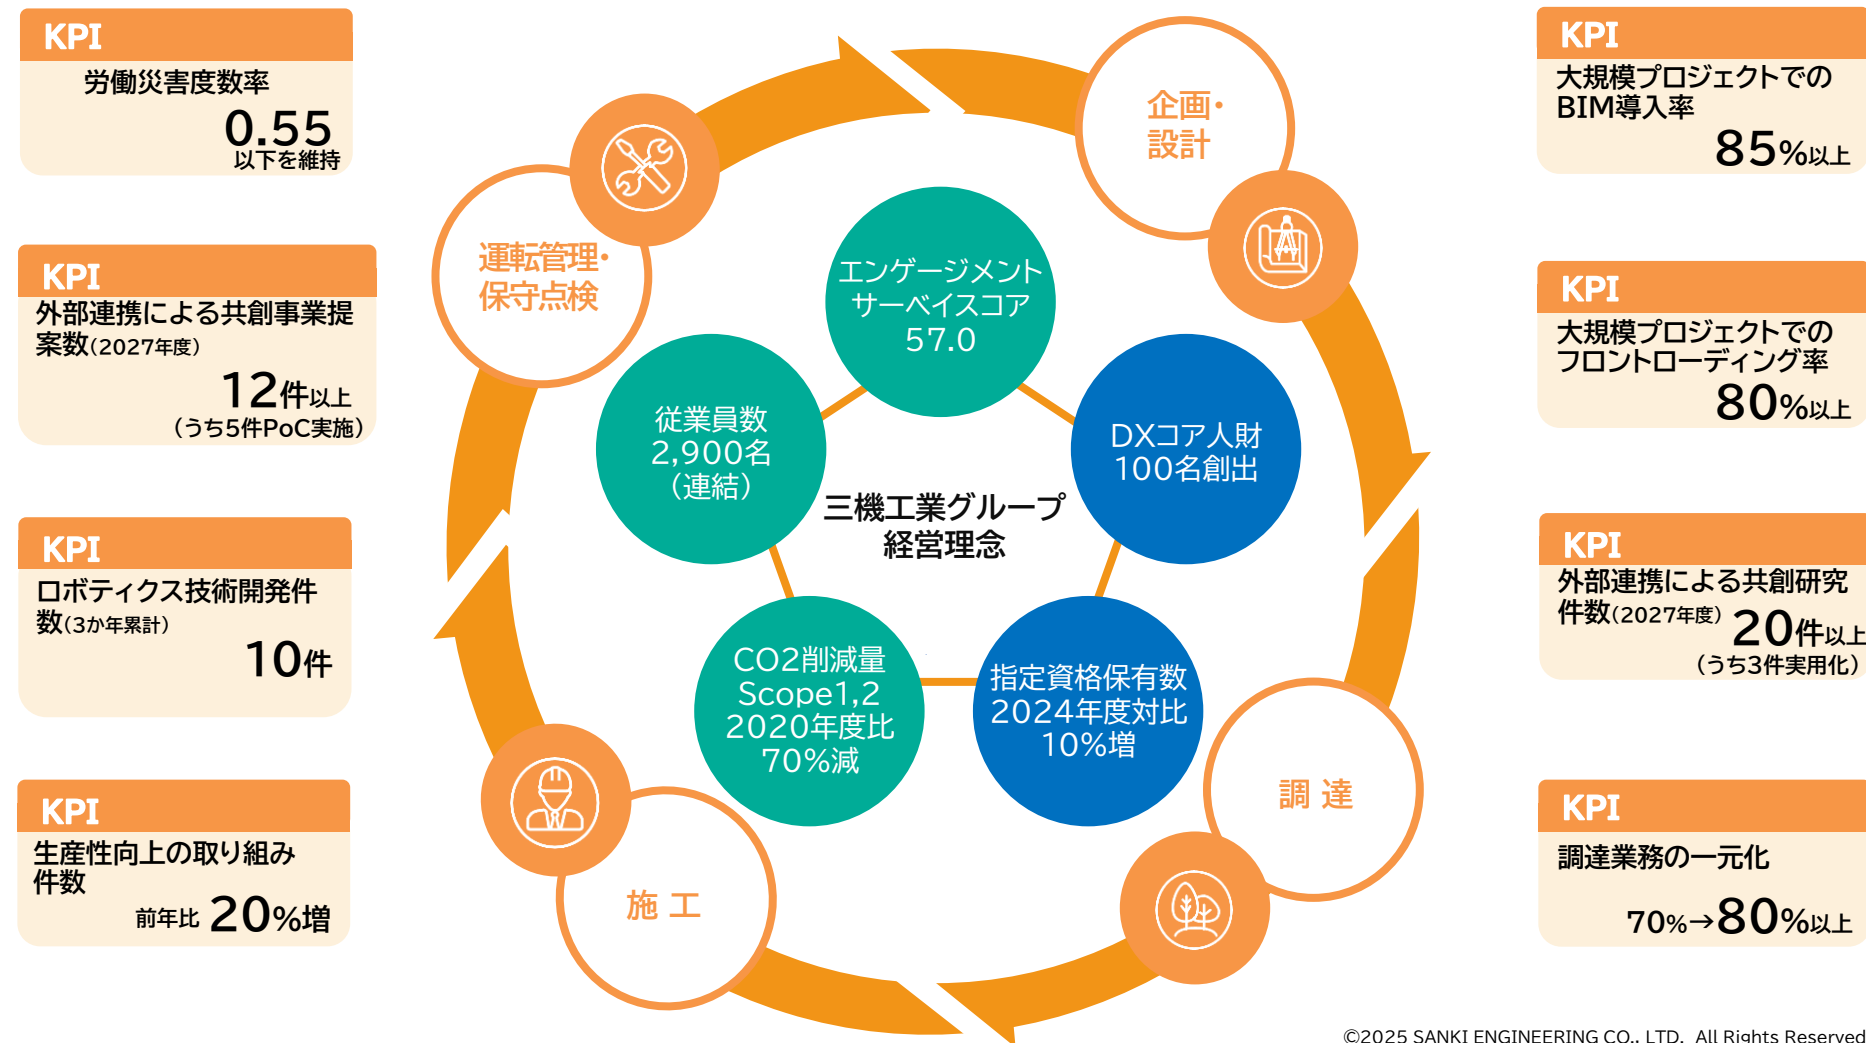 KPI
労働災害度数率
0.55
以下を維持
KPI
外部連携による共創事業提
案数(2027年度)
12件以上
(うち5件PoC実施)
KPI
ロボティクス技術開発件
数(3か年累計)
10件
KPI
生産性向上の取り組み
件数
前年比 20%増
企画・
設計
運転管理・
保守点検
エンゲージメント
サーベイスコア
57.0
従業員数
2,900名
(連結)
DXコア人財
100名創出
三機工業グループ
経営理念
CO2削減量
Scope1,2
2020年度比
70%減
指定資格保有数
2024年度対比
10%増
調 達
施 工
KPI
大規模プロジェクトでの
BIM導入率
85%以上
KPI
大規模プロジェクトでの
フロントローディング率
80%以上
KPI
外部連携による共創研究
件数(2027年度) 20件以上
(うち3件実用化)
KPI
調達業務の一元化
70%→80%以上
©2025 SANKI ENGINEERING CO., LTD. All Rights Reserved